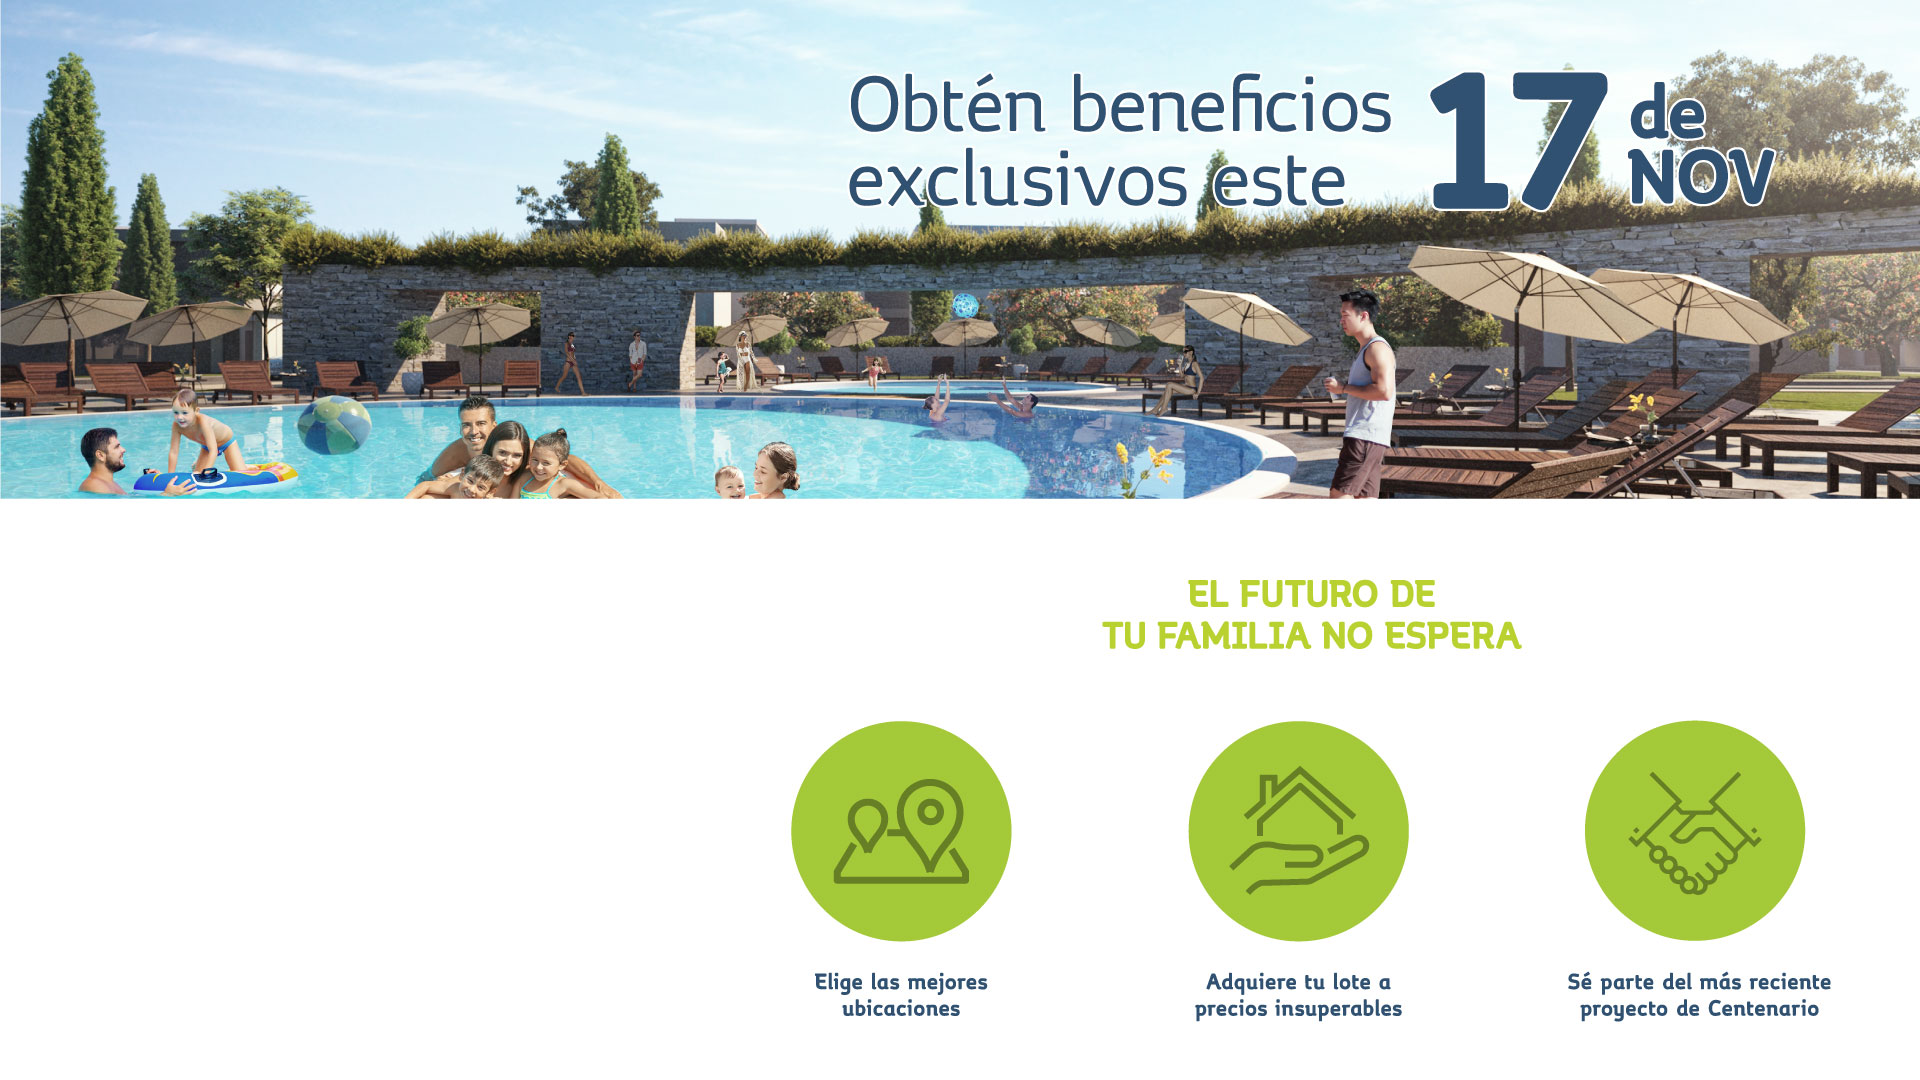 Obtén beneficios
exclusivos este
17
de
NOV
EL FUTURO DE
TU FAMILIA NO ESPERA
Elige las mejores
ubicaciones
Adquiere tu lote a
precios insuperables
Sé parte del más reciente
proyecto de Centenario